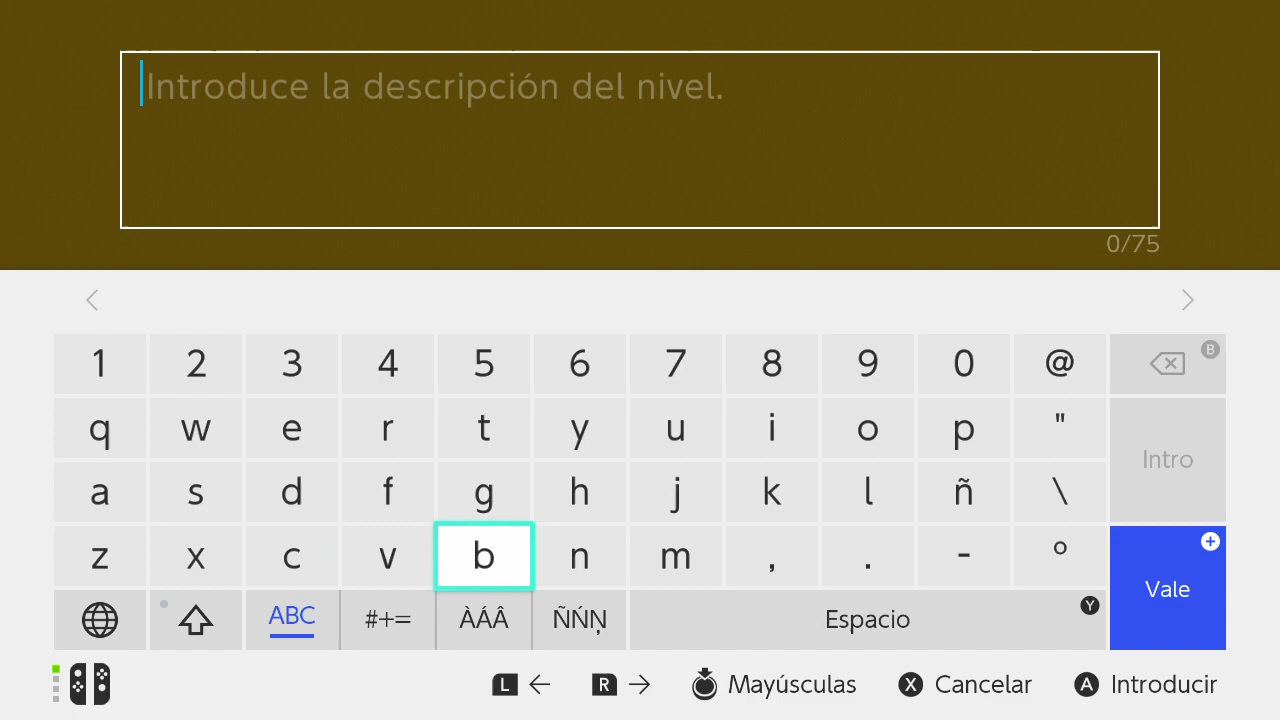 Introduce la descripción del nivel.
0/75
1 2 3 4 5 6 7 8 9 0 @ B
q w e r t y u i o p "
Intro
a s d f g h j k l ñ \
z x c v b n m , . - º
Vale
ABC #+= ÀÁÂ ÑŃŅ Espacio Y
L ← R → Mayúsculas X Cancelar A Introducir